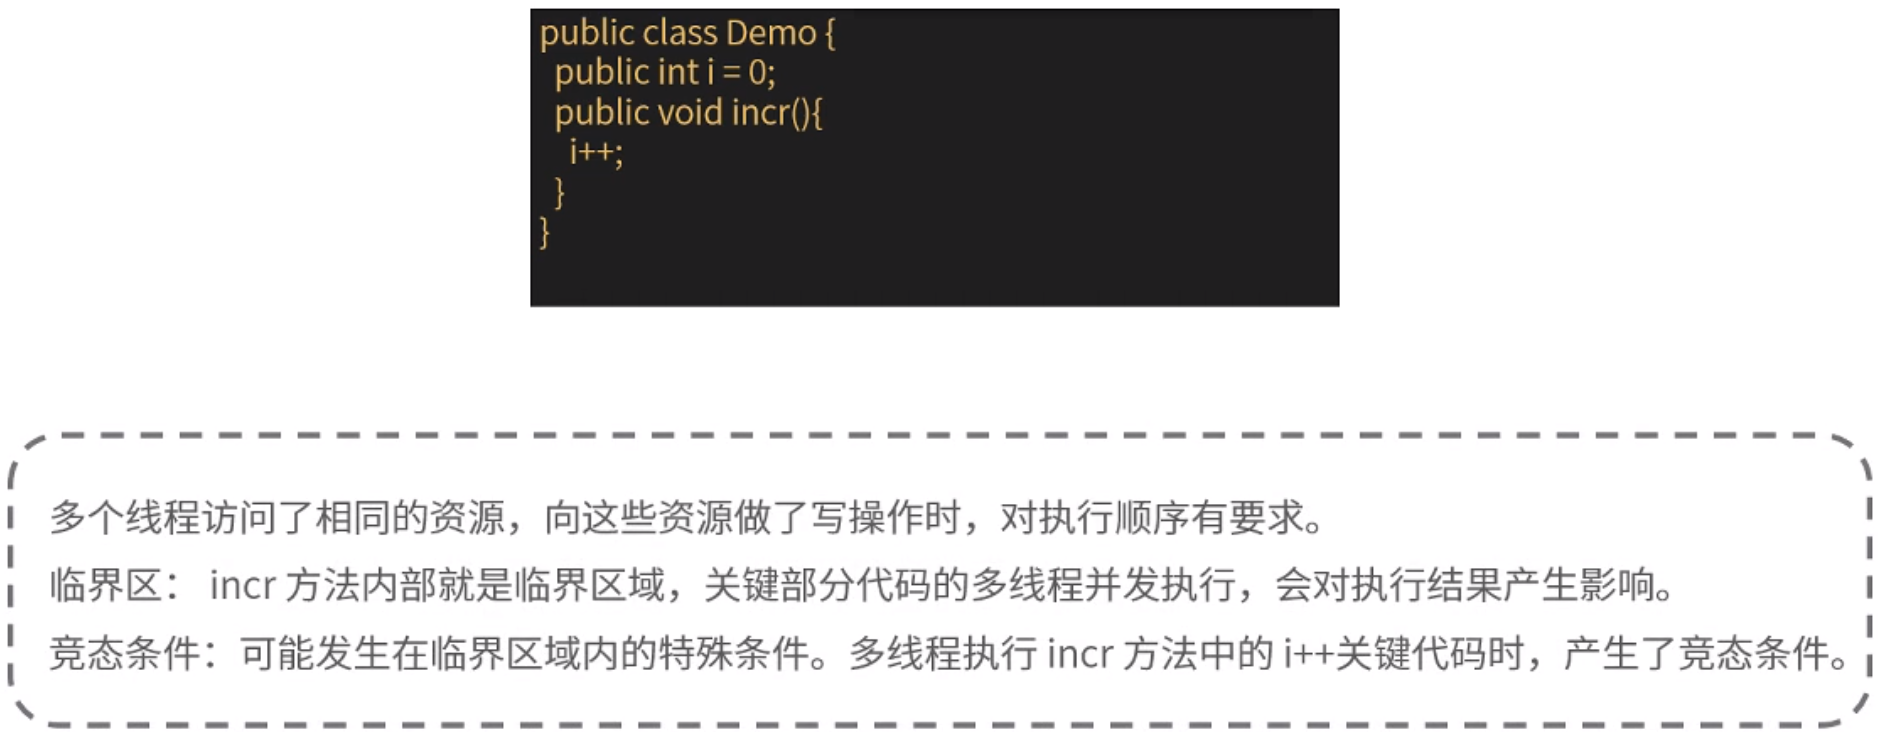 public class Demo {
public int i = 0;
public void incr(){
i++;
}
}
多个线程访问了相同的资源，向这些资源做了写操作时，对执行顺序有要求。
临界区： incr 方法内部就是临界区域，关键部分代码的多线程并发执行，会对执行结果产生影响。
竞态条件：可能发生在临界区域内的特殊条件。多线程执行 incr 方法中的 i++关键代码时，产生了竞态条件。